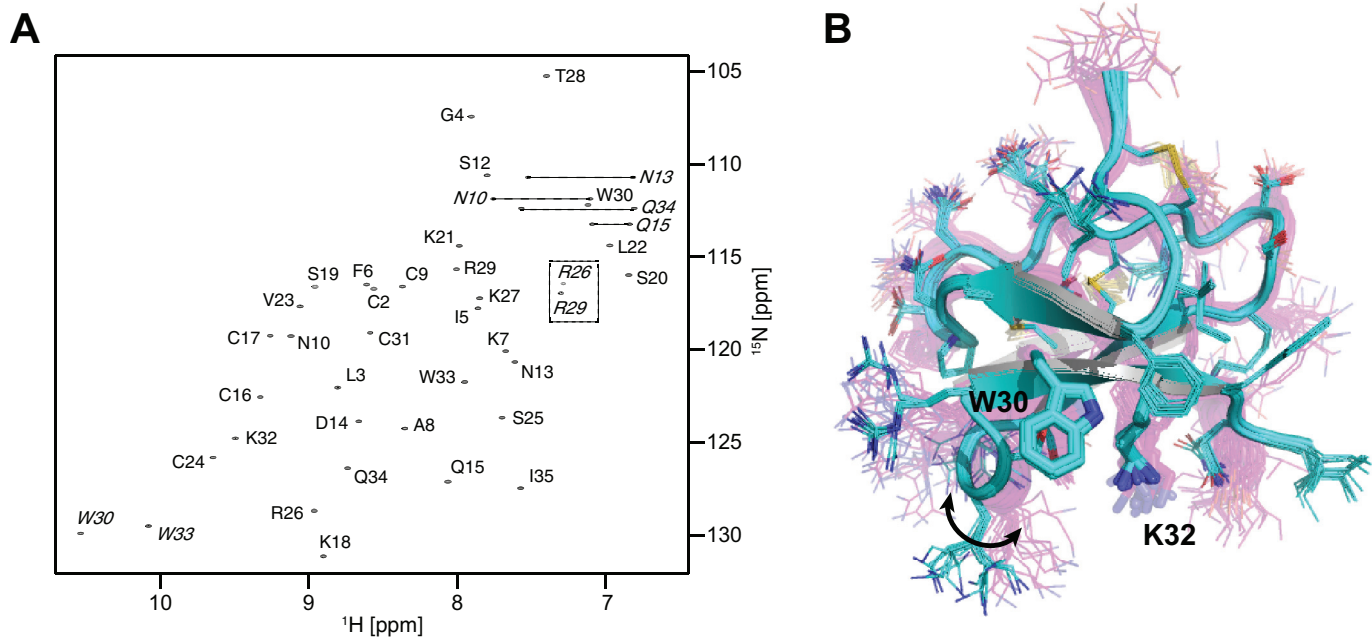 A
B
T28
105
G4
S12
110
N13
N10
W30
Q34
Q15
K21
115
L22
R29
S19
F6
C9
R26
S20
V23
C2
K27
R29
I5
C17
N10
C31
K7
N13
120
L3
W33
C16
D14
A8
S25
K32
125
C24
Q34
Q15
I35
W30
W33
R26
K18
130
10
9
8
7
¹H [ppm]
¹⁵N [ppm]
W30
K32